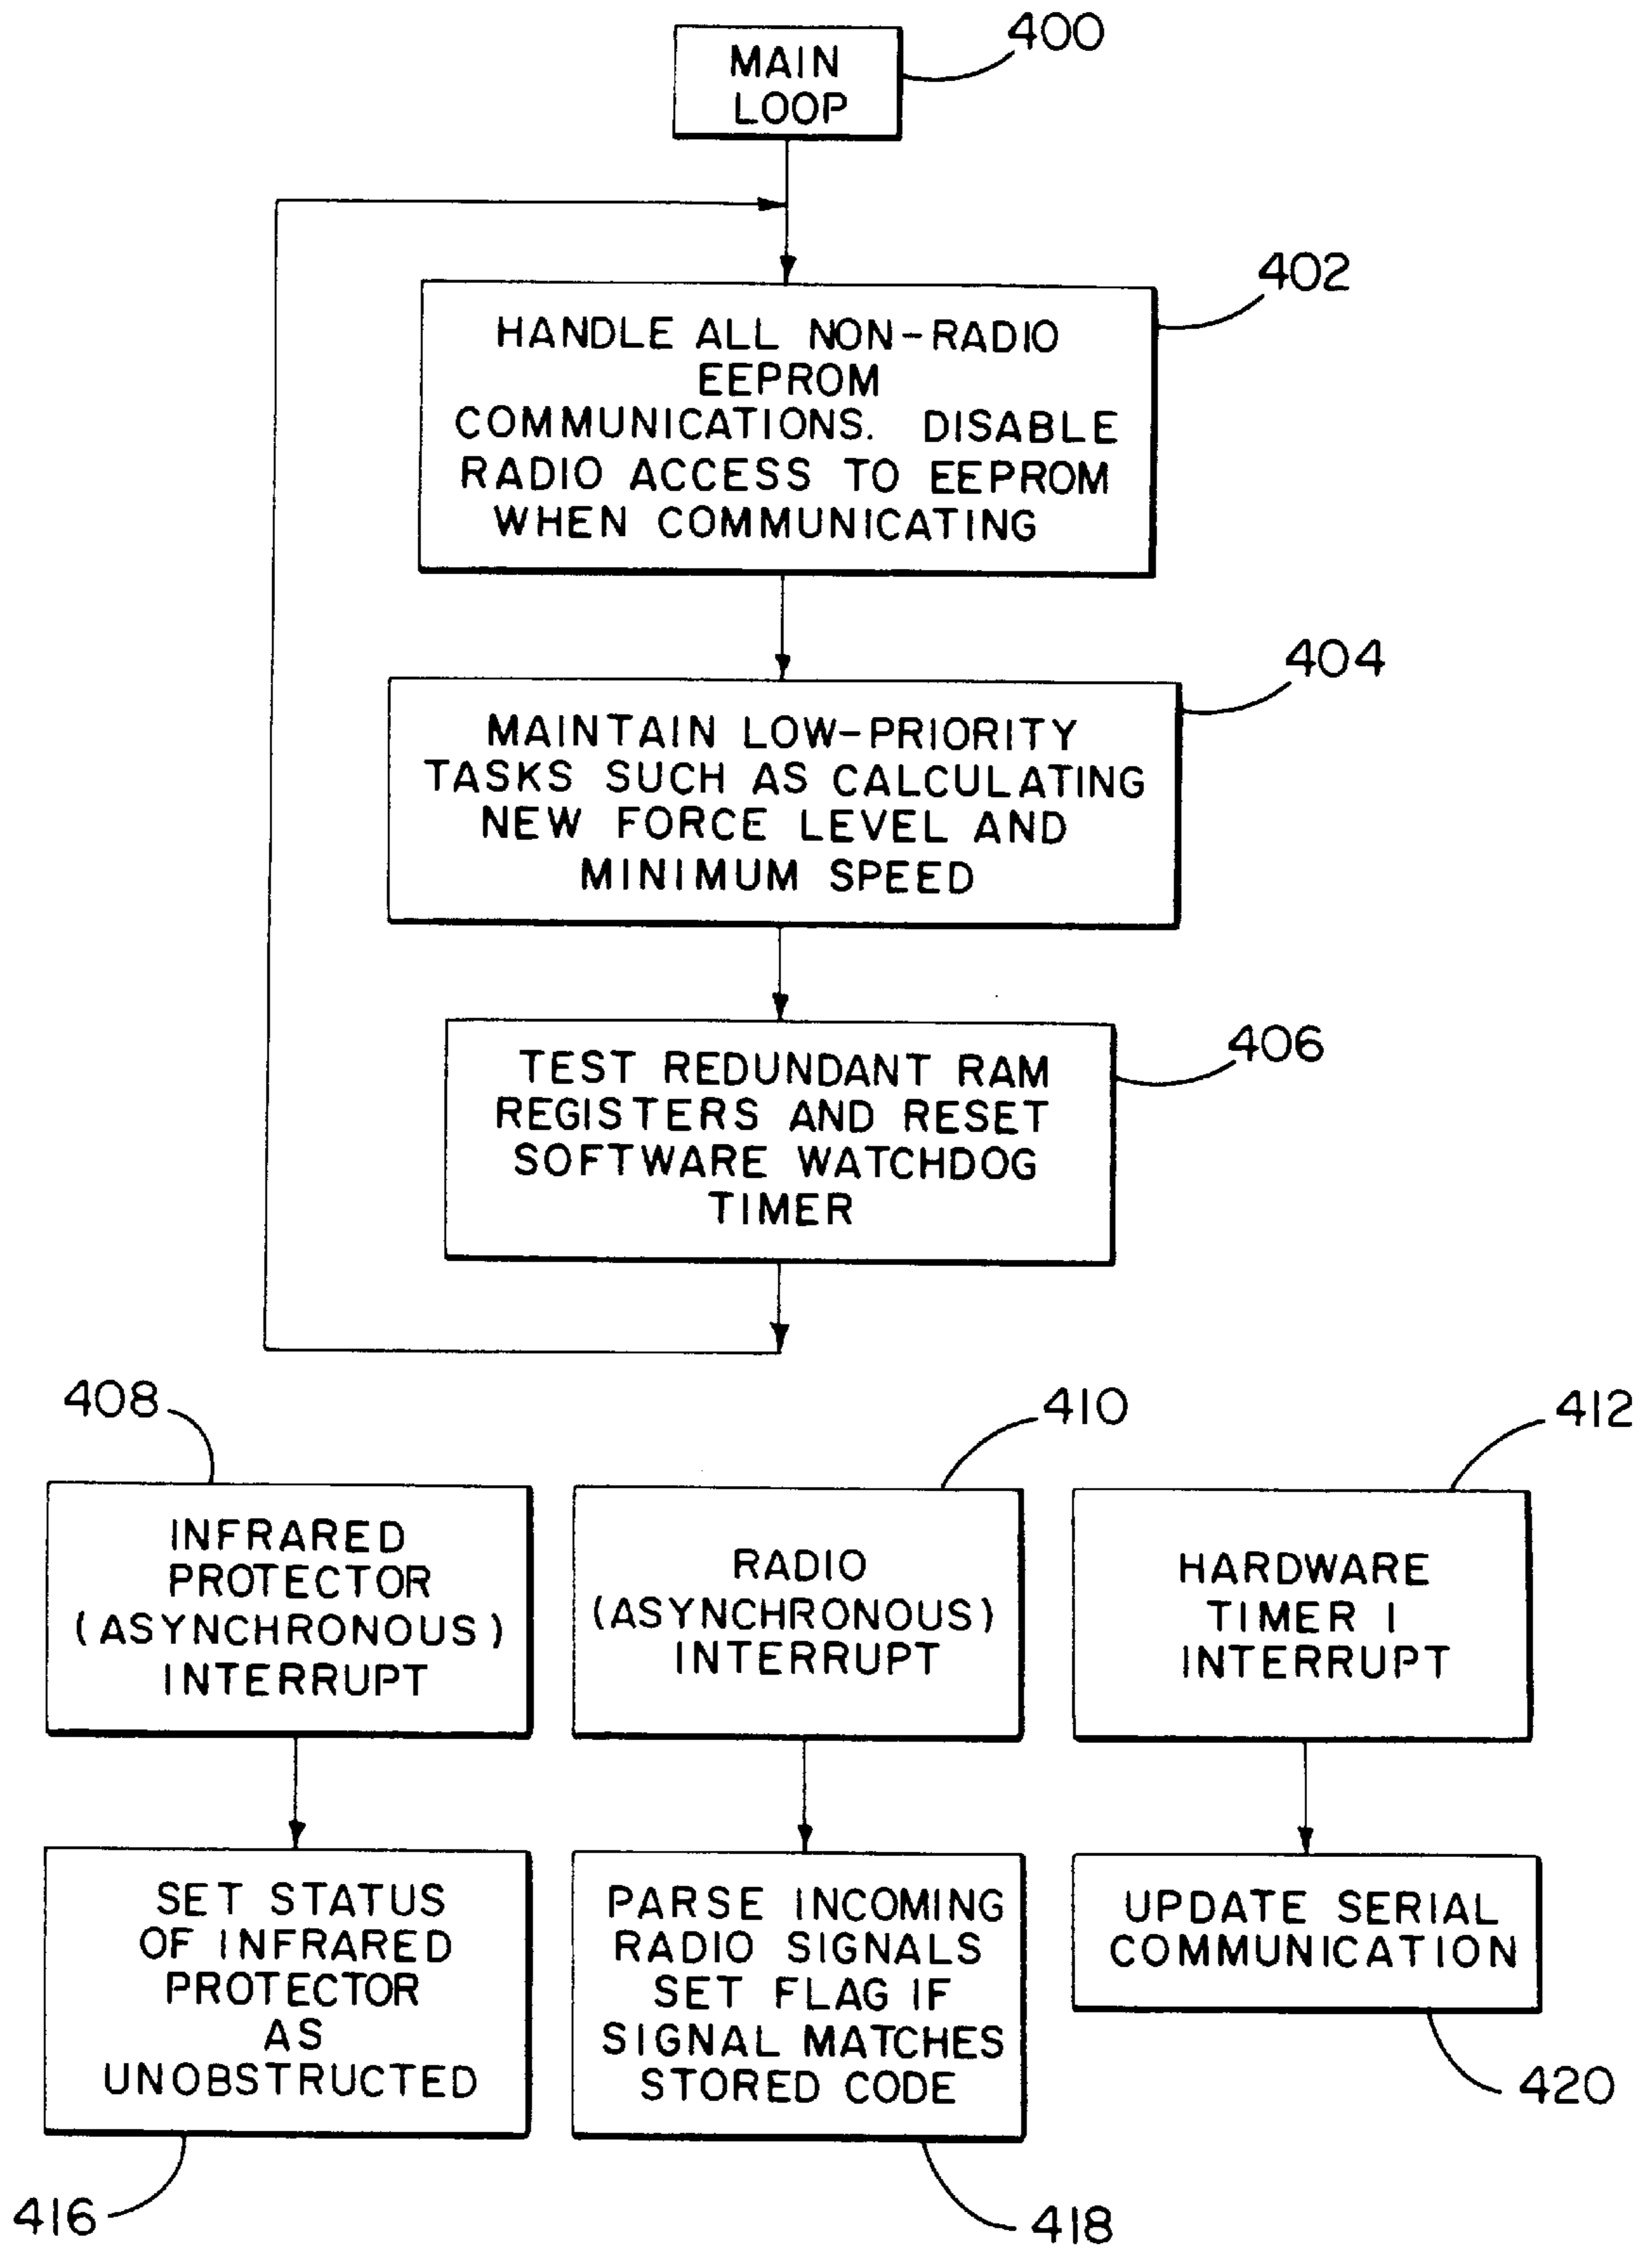 MAIN
LOOP
400
402
HANDLE ALL NON-RADIO
EEPROM
COMMUNICATIONS. DISABLE
RADIO ACCESS TO EEPROM
WHEN COMMUNICATING
404
MAINTAIN LOW-PRIORITY
TASKS SUCH AS CALCULATING
NEW FORCE LEVEL AND
MINIMUM SPEED
406
TEST REDUNDANT RAM
REGISTERS AND RESET
SOFTWARE WATCHDOG
TIMER
408
INFRARED
PROTECTOR
(ASYNCHRONOUS)
INTERRUPT
410
RADIO
(ASYNCHRONOUS)
INTERRUPT
412
HARDWARE
TIMER 1
INTERRUPT
SET STATUS
OF INFRARED
PROTECTOR
AS
UNOBSTRUCTED
416
PARSE INCOMING
RADIO SIGNALS
SET FLAG IF
SIGNAL MATCHES
STORED CODE
418
UPDATE SERIAL
COMMUNICATION
420